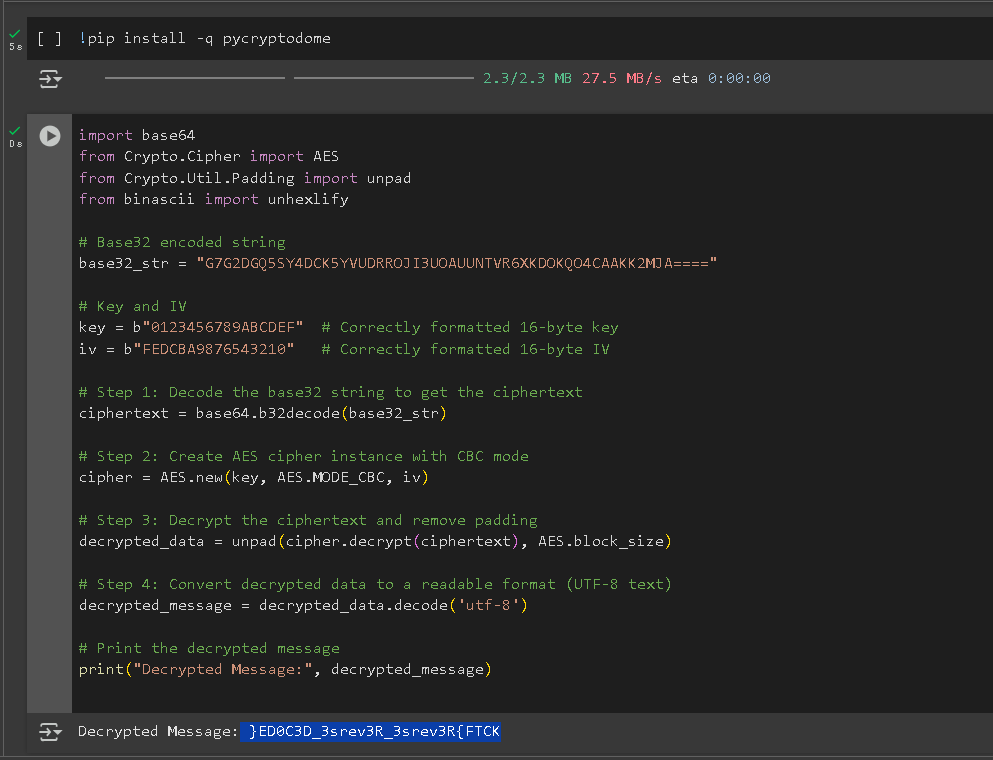 5s
[ ] !pip install -q pycryptodome
2.3/2.3 MB 27.5 MB/s eta 0:00:00
0s
import base64
from Crypto.Cipher import AES
from Crypto.Util.Padding import unpad
from binascii import unhexlify
# Base32 encoded string
base32_str = "G7G2DGQ5SY4DCK5YVUDRROJI3UOAUUNTVR6XKDOKQO4CAAKK2MJA===="
# Key and IV
key = b"0123456789ABCDEF"  # Correctly formatted 16-byte key
iv = b"FEDCBA9876543210"   # Correctly formatted 16-byte IV
# Step 1: Decode the base32 string to get the ciphertext
ciphertext = base64.b32decode(base32_str)
# Step 2: Create AES cipher instance with CBC mode
cipher = AES.new(key, AES.MODE_CBC, iv)
# Step 3: Decrypt the ciphertext and remove padding
decrypted_data = unpad(cipher.decrypt(ciphertext), AES.block_size)
# Step 4: Convert decrypted data to a readable format (UTF-8 text)
decrypted_message = decrypted_data.decode('utf-8')
# Print the decrypted message
print("Decrypted Message:", decrypted_message)
Decrypted Message: }ED0C3D_3srev3R_3srev3R{FTCK